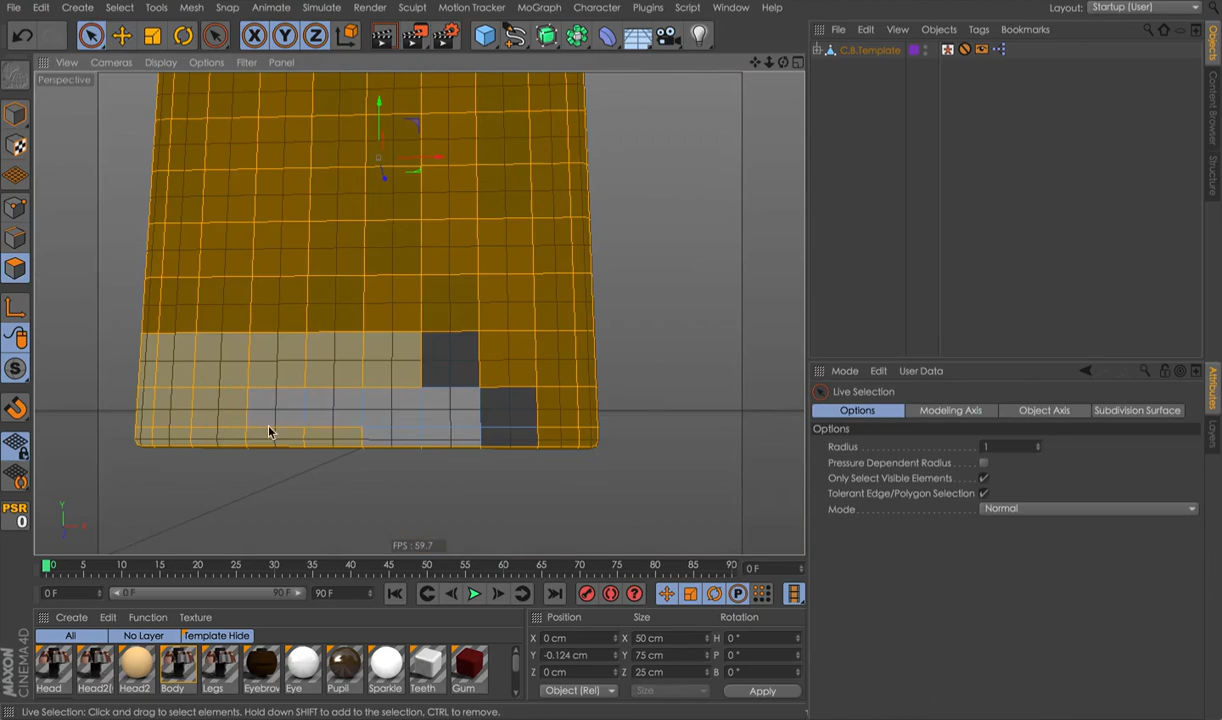 File Edit Create Select Tools Mesh Snap Animate Simulate Render Sculpt Motion Tracker MoGraph Character Plugins Script Window Help Layout: Startup (User)
View Cameras Display Options Filter Panel
Perspective
File Edit View Objects Tags Bookmarks
C.B.Template
Objects
Content Browser
Structure
Mode Edit User Data
Live Selection
Options Modeling Axis Object Axis Subdivision Surface
Options
Radius 1
Pressure Dependent Radius
Only Select Visible Elements
Tolerant Edge/Polygon Selection
Mode Normal
Attributes
Layers
PSR
0
Y
X
Z
FPS : 59.7
0 5 10 15 20 25 30 35 40 45 50 55 60 65 70 75 80 85 90 0 F
0 F 0 F 90 F 90 F
Create Edit Function Texture
All No Layer Template Hide
Head Head2( Head2 Body Legs Eyebrov Eye Pupil Sparkle Teeth Gum
Position Size Rotation
X 0 cm X 50 cm H 0 °
Y -0.124 cm Y 75 cm P 0 °
Z 0 cm Z 25 cm B 0 °
Object (Rel) Size Apply
MAXON
CINEMA 4D
Live Selection: Click and drag to select elements. Hold down SHIFT to add to the selection, CTRL to remove.